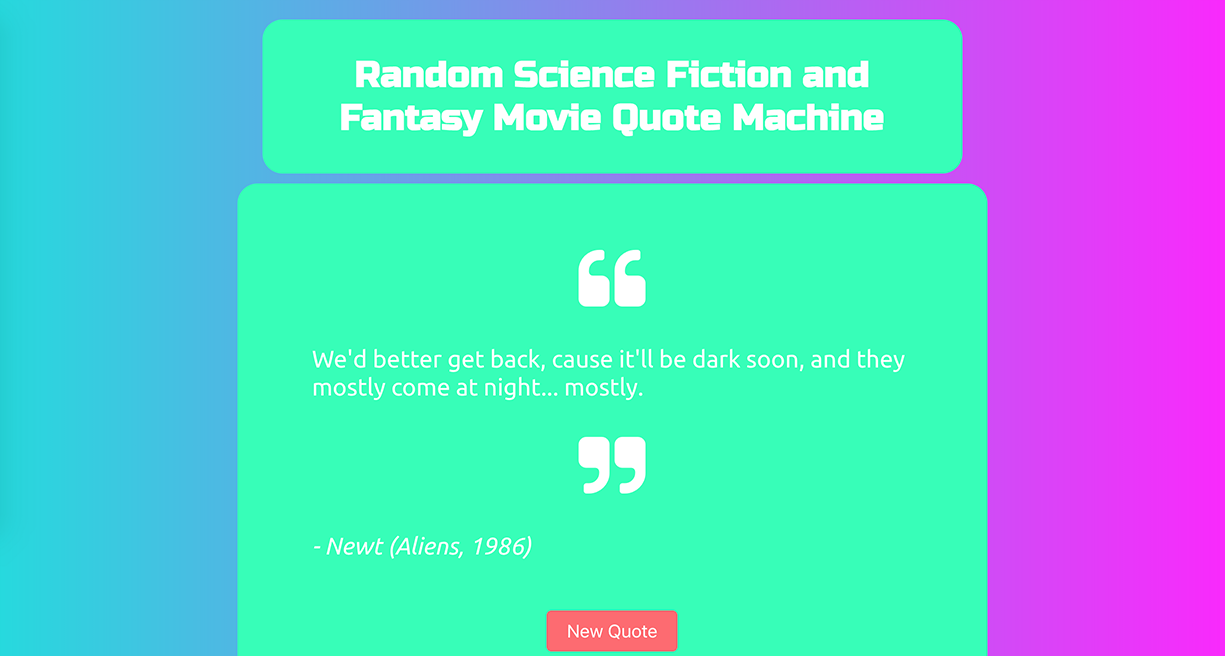 Random Science Fiction and
Fantasy Movie Quote Machine
“
We'd better get back, cause it'll be dark soon, and they
mostly come at night... mostly.
”
- Newt (Aliens, 1986)
New Quote